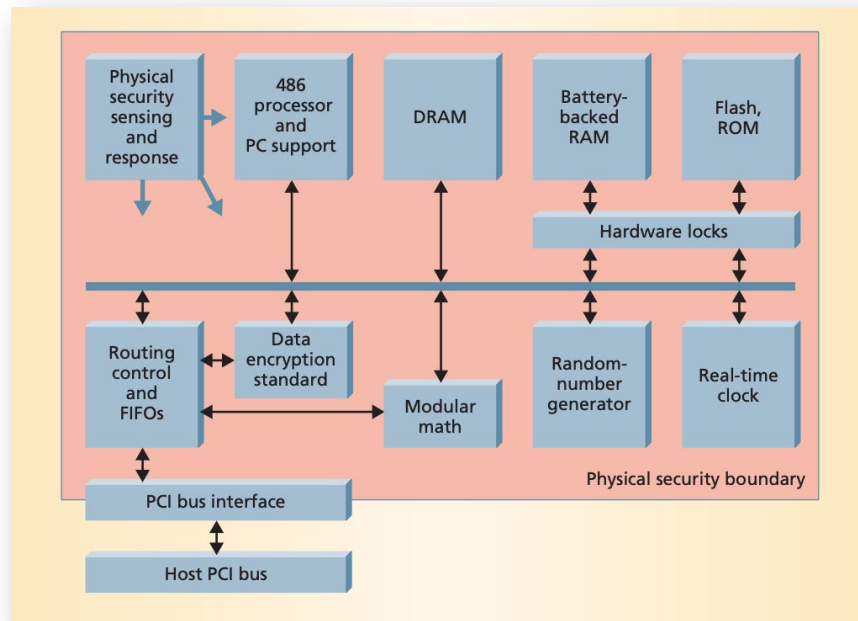 Physical
security
sensing
and
response
486
processor
and
PC support
DRAM
Battery-
backed
RAM
Flash,
ROM
Hardware locks
Routing
control
and
FIFOs
Data
encryption
standard
Modular
math
Random-
number
generator
Real-time
clock
Physical security boundary
PCI bus interface
Host PCI bus